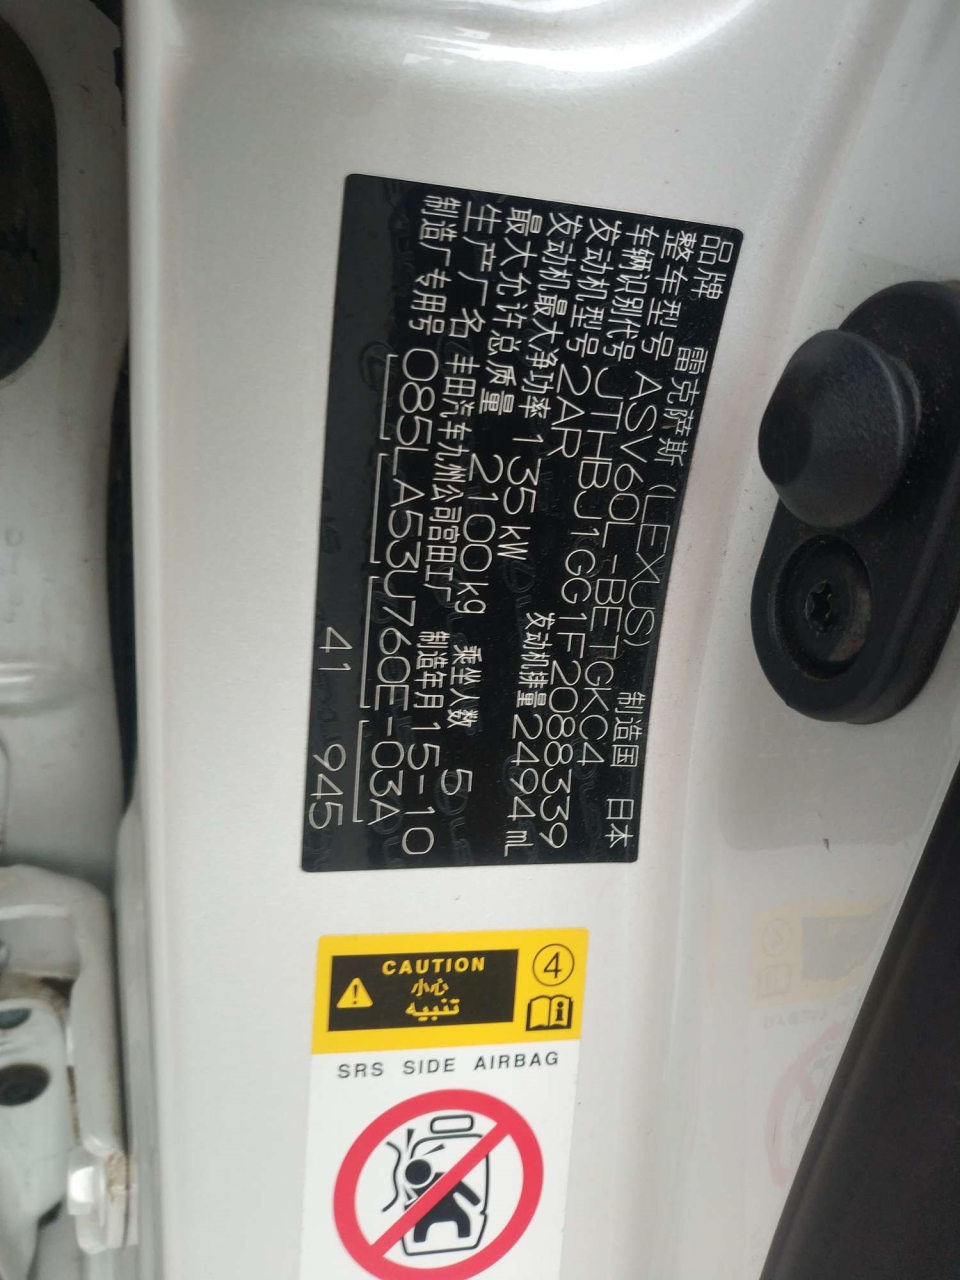 品牌 雷克萨斯 (LEXUS) 制造国 日本
整车型号 ASV60L-BETGKC4
车辆识别代号 JTHBJ1GG1F2088339
发动机型号 2AR 发动机排量 2494 mL
发动机最大净功率 135 kW
最大允许总质量 2100 kg 乘坐人数 5
生产厂名 丰田汽车九州公司宫田工厂 制造年月 15-10
制造厂专用号 085L A53U760E-03A
41 945
CAUTION
小心
تنبيه
4
SRS SIDE AIRBAG